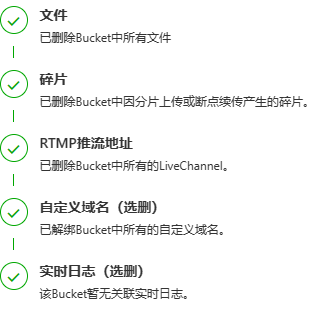 文件
已删除Bucket中所有文件
碎片
已删除Bucket中因分片上传或断点续传产生的碎片。
RTMP推流地址
已删除Bucket中所有的LiveChannel。
自定义域名（选删）
已解绑Bucket中所有的自定义域名。
实时日志（选删）
该Bucket暂无关联实时日志。